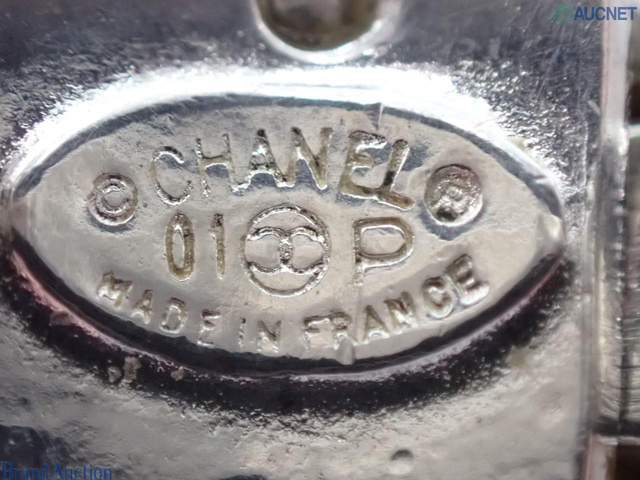 AUCNET
© CHANEL ®
01 P
MADE IN FRANCE
Brand Auction